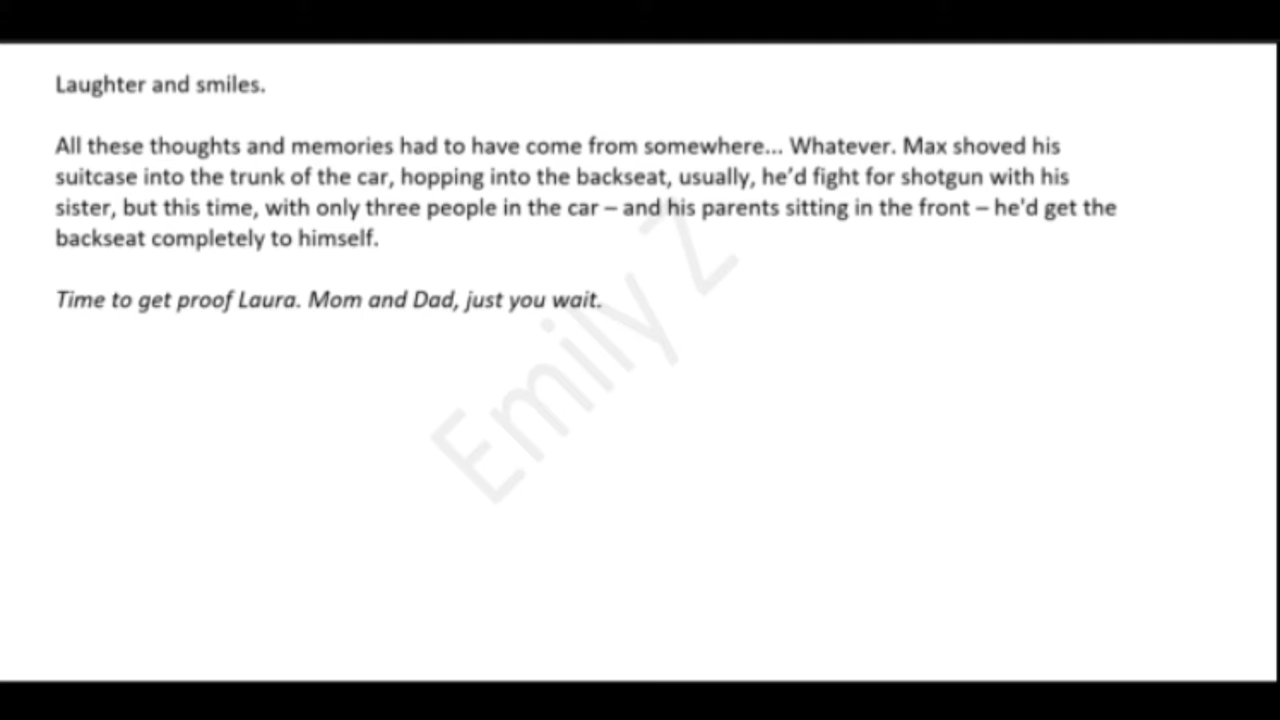 Laughter and smiles.
All these thoughts and memories had to have come from somewhere... Whatever. Max shoved his
suitcase into the trunk of the car, hopping into the backseat, usually, he’d fight for shotgun with his
sister, but this time, with only three people in the car – and his parents sitting in the front – he'd get the
backseat completely to himself.
Time to get proof Laura. Mom and Dad, just you wait.
Emily Z